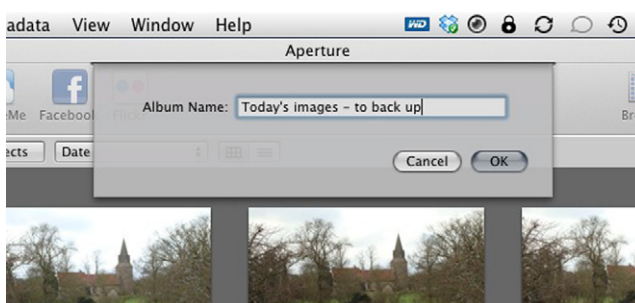 adata View Window Help
WD
Aperture
Album Name: Today's images – to back up
Me Facebook Flickr
Br
ects Date
Cancel OK